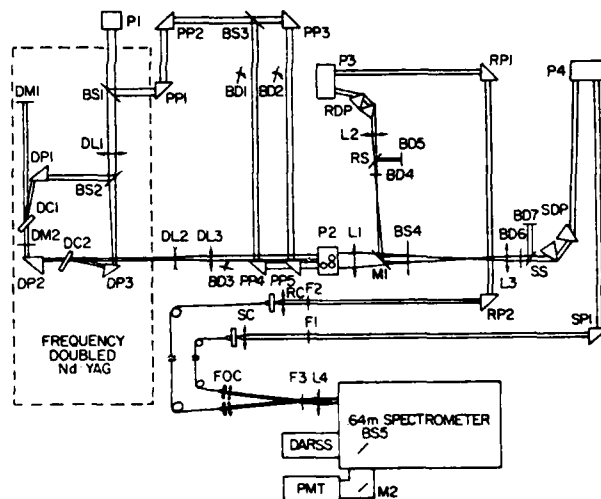 P1
PP2
BS3
PP3
P3
RP1
P4
DM1
BS1
PP1
BD1
BD2
RDP
DL1
L2
DP1
BS2
RS
BD5
BD4
DC1
DM2
DC2
DL2
DL3
P2
L1
BS4
BD7
BD6
SDP
DP2
DP3
BD3
PP4
PP5
M1
L3
SS
RC
F2
RP2
SC
F1
SP1
FREQUENCY
DOUBLED
Nd·YAG
FOC
F3
L4
.64m SPECTROMETER
BS5
DARSS
PMT
M2